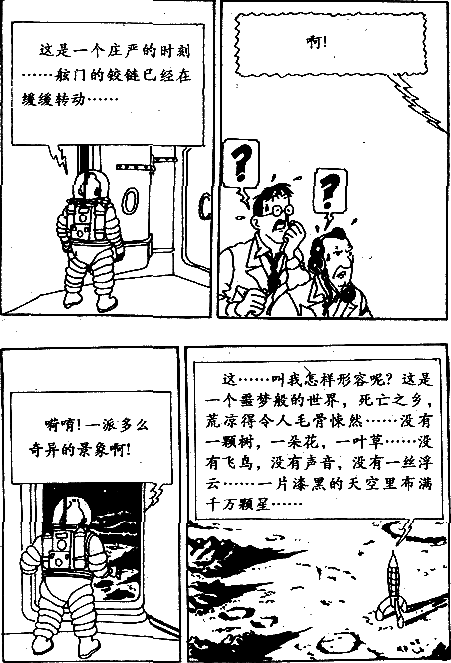 这是一个庄严的时刻
……舱门的铰链已经在
缓缓转动……
啊!
?
?
嗬唷! 一派多么
奇异的景象啊!
这……叫我怎样形容呢? 这是
一个噩梦般的世界, 死亡之乡,
荒凉得令人毛骨悚然……没有
一颗树, 一朵花, 一叶草……没
有飞鸟, 没有声音, 没有一丝浮
云……一片漆黑的天空里布满
千万颗星……